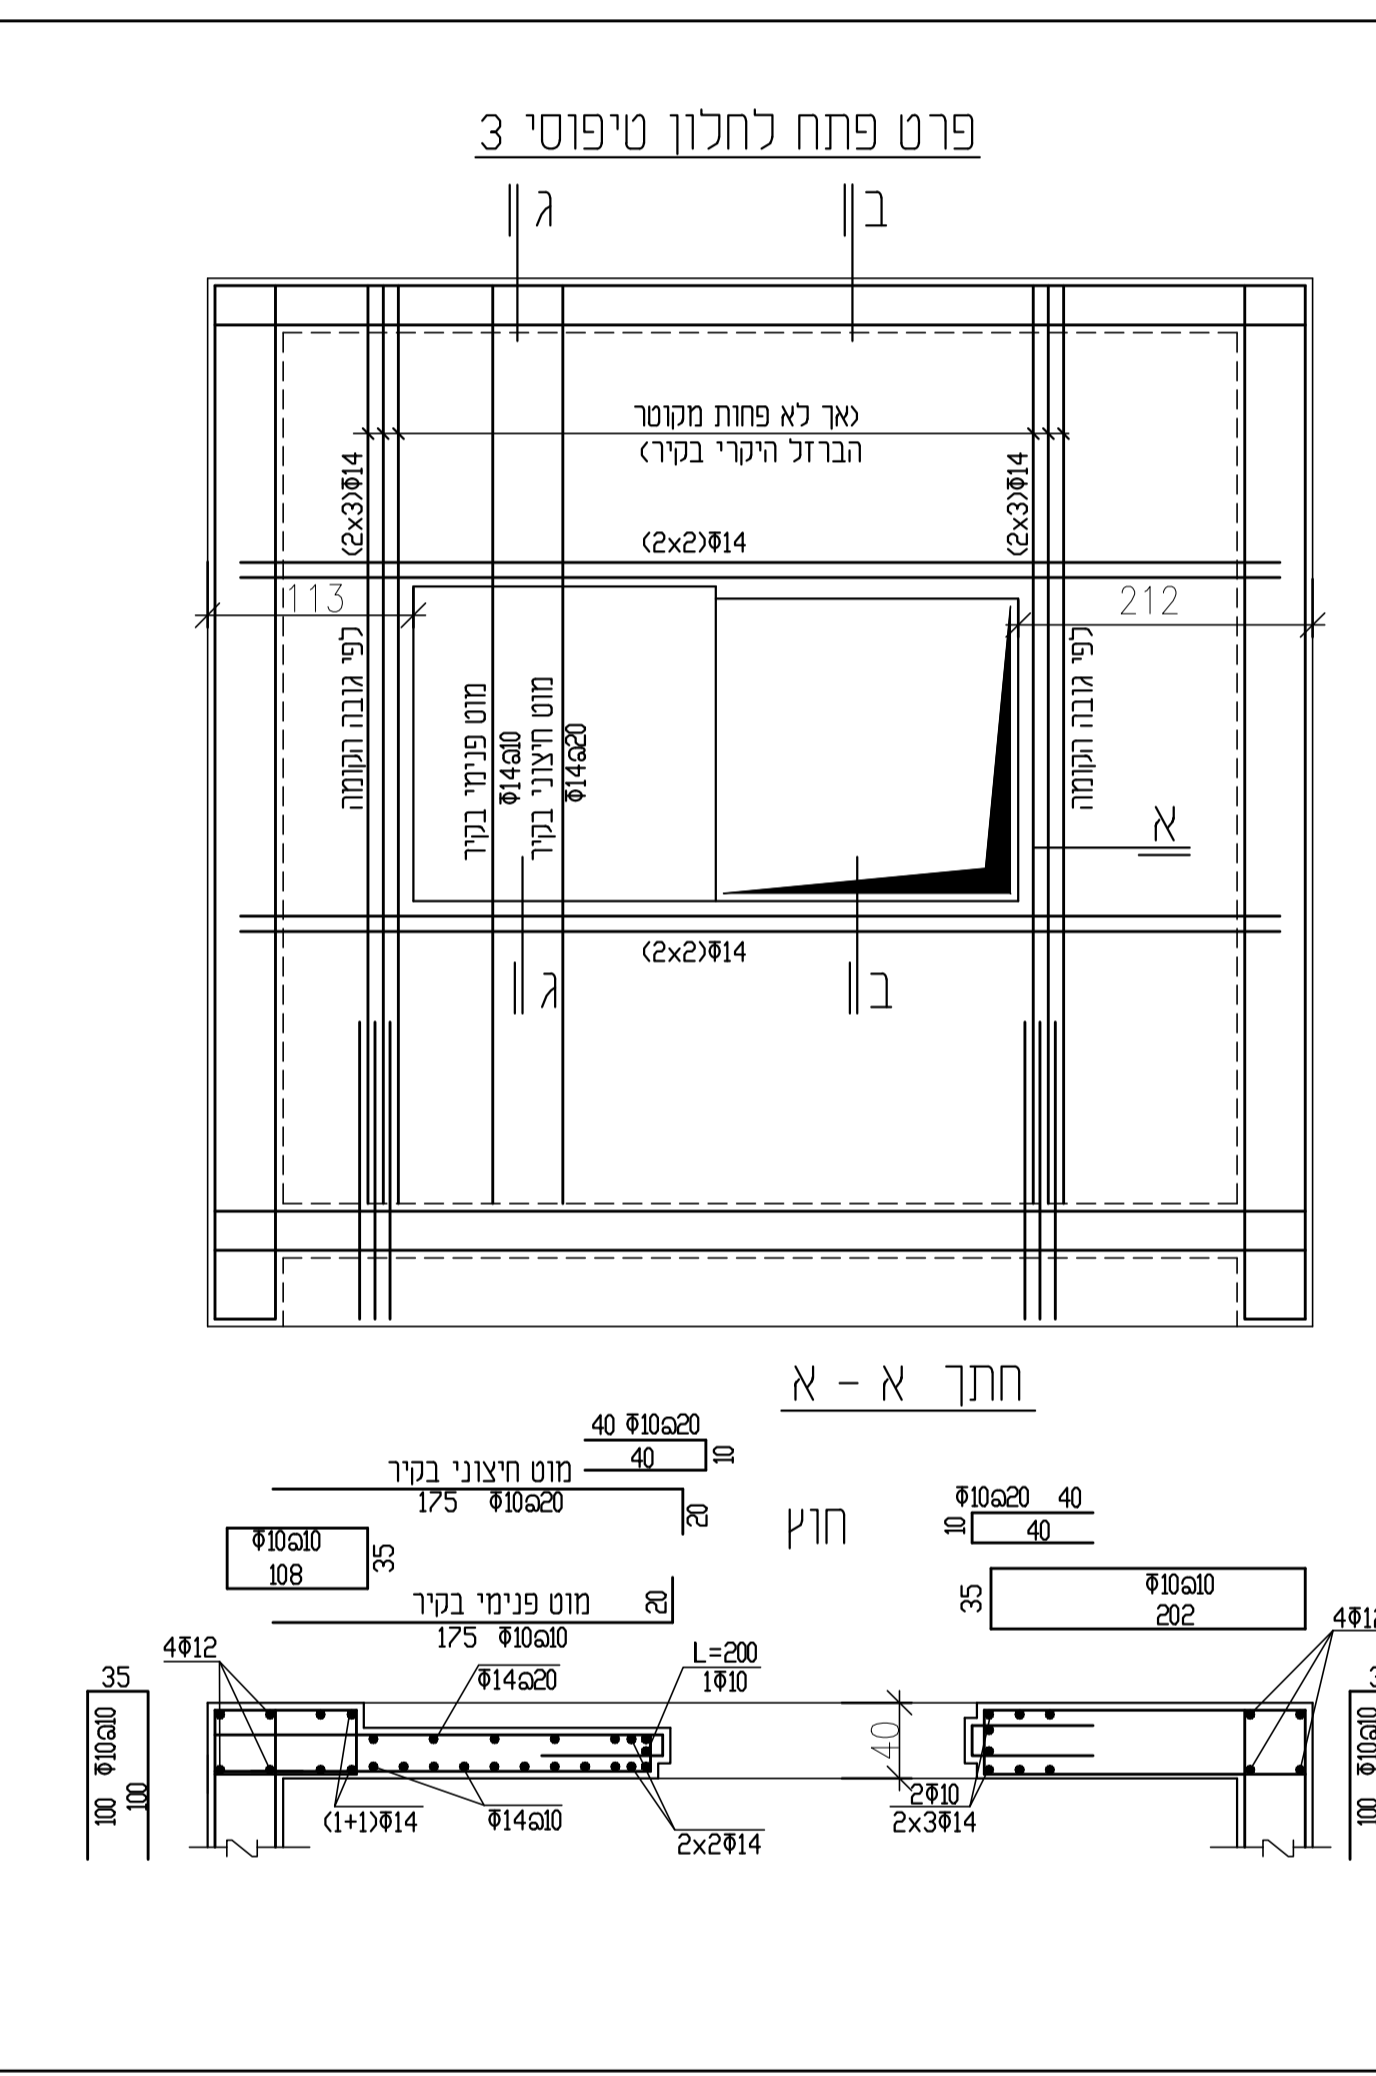 פרט פתח לחלון טיפוסי 3
ג
ב
(אך לא פחות מקוטר
הברזל היקרי בקיר)
(2x3)Φ14
(2x3)Φ14
(2x2)Φ14
113
212
לפי גובה הקומה
לפי גובה הקומה
מוט פנימי בקיר
Φ14@10
מוט חיצוני בקיר
Φ14@20
א
(2x2)Φ14
ג
ב
חתך א - א
40 Φ10@20
40
10
מוט חיצוני בקיר
175 Φ10@20
20
חוץ
Φ10@20 40
40
10
Φ10@10
108
35
מוט פנימי בקיר
175 Φ10@10
20
35
Φ10@10
202
4Φ12
Φ14@20
L=200
1Φ10
35
100 Φ10@10
100
40
(1+1)Φ14
Φ14@10
2x2Φ14
2Φ10
2x3Φ14
100 Φ10@10